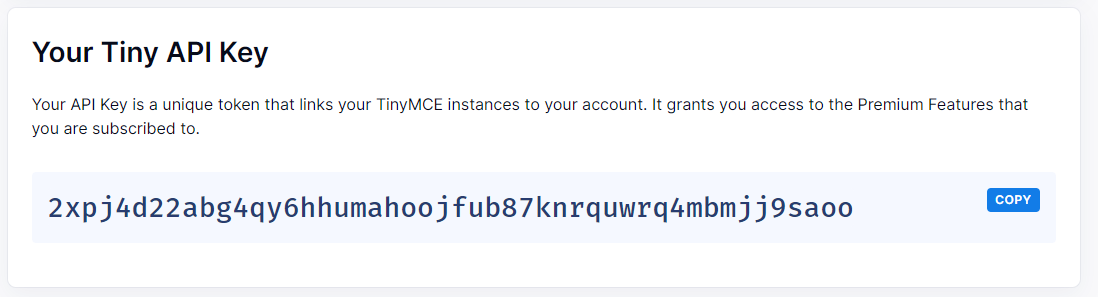 Your Tiny API Key
Your API Key is a unique token that links your TinyMCE instances to your account. It grants you access to the Premium Features that
you are subscribed to.
2xpj4d22abg4qy6hhumahoojfub87knrquwrq4mbmjj9saoo
COPY